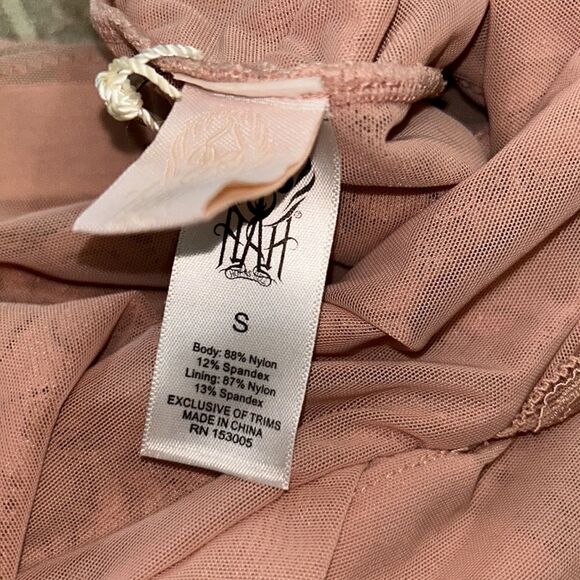 S
Body: 88% Nylon
12% Spandex
Lining: 87% Nylon
13% Spandex
EXCLUSIVE OF TRIMS
MADE IN CHINA
RN 153005